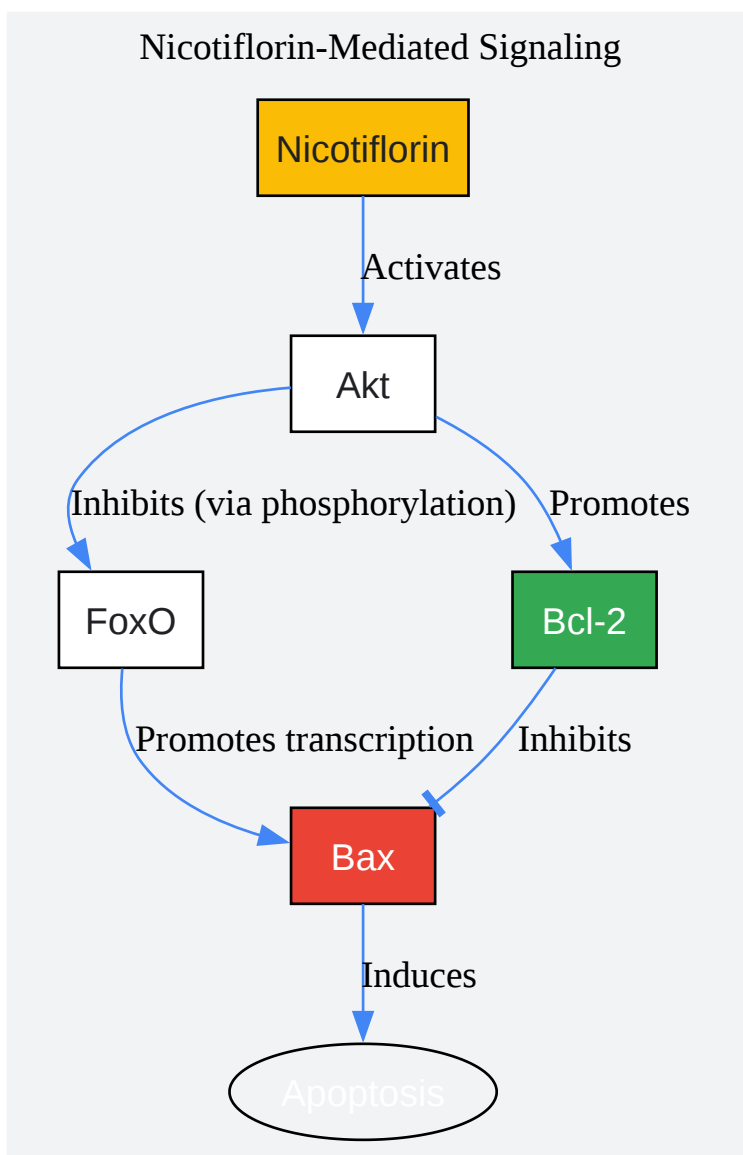 Nicotiflorin-Mediated Signaling
Nicotiflorin
Activates
Akt
Inhibits (via phosphorylation)
Promotes
FoxO
Bcl-2
Promotes transcription
Inhibits
Bax
Induces
Apoptosis